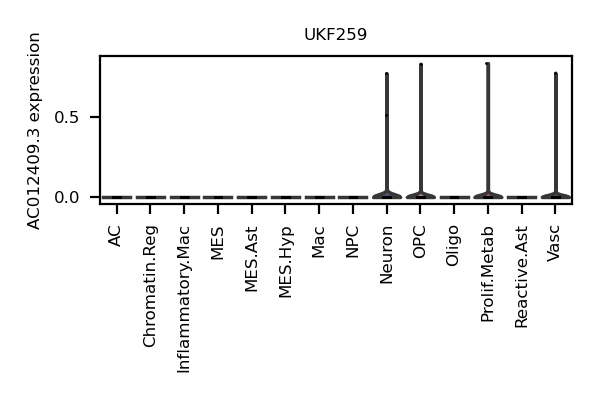 UKF259
AC012409.3 expression
0.5
0.0
AC
Chromatin.Reg
Inflammatory.Mac
MES
MES.Ast
MES.Hyp
Mac
NPC
Neuron
OPC
Oligo
Prolif.Metab
Reactive.Ast
Vasc